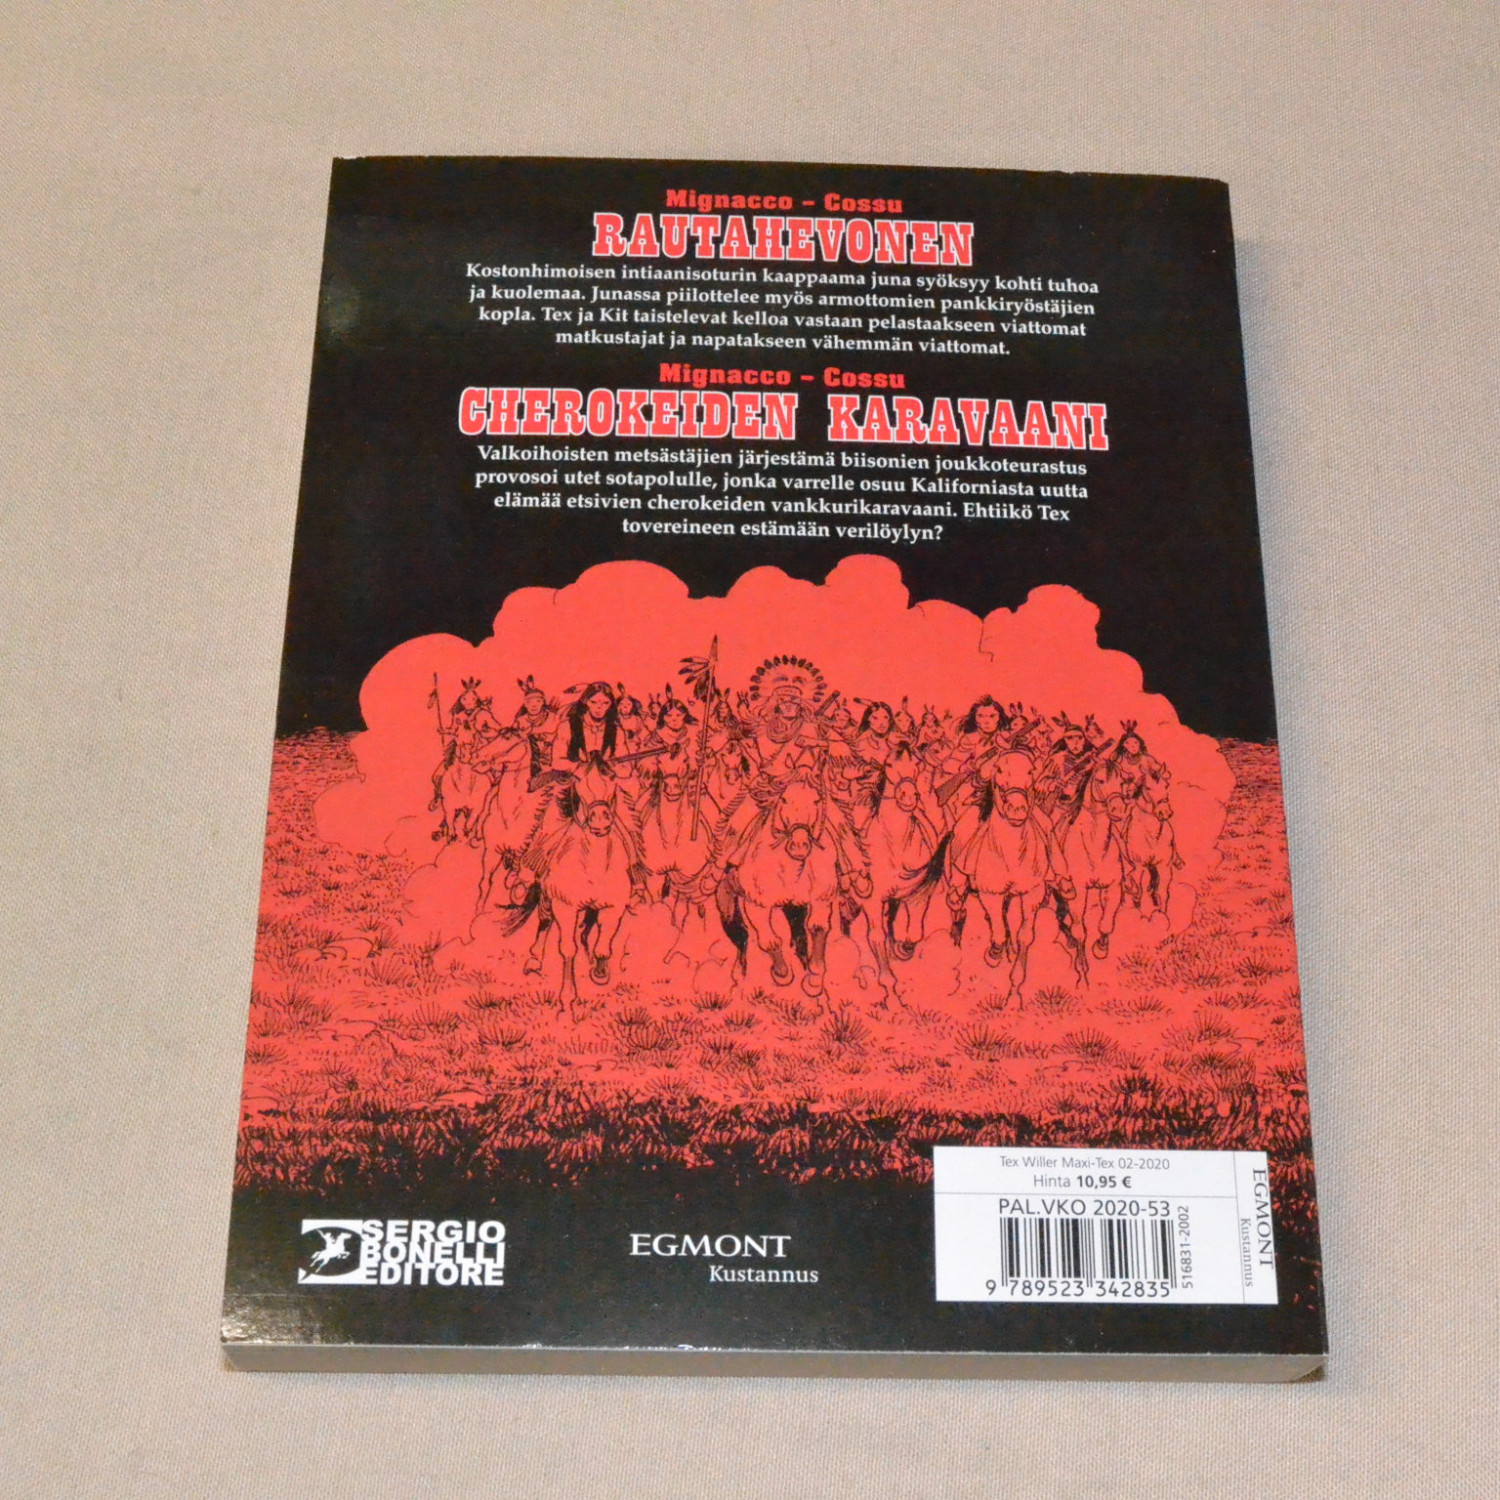 Mignacco – Cossu
RAUTAHEVONEN
Kostonhimoisen intiaanisoturin kaappaama juna syöksyy kohti tuhoa
ja kuolemaa. Junassa piilottelee myös armottomien pankkiryöstäjien
kopla. Tex ja Kit taistelevat kelloa vastaan pelastaakseen viattomat
matkustajat ja napatakseen vähemmän viattomat.
Mignacco – Cossu
CHEROKEIDEN KARAVAANI
Valkoihoisten metsästäjien järjestämä biisonien joukkoteurastus
provosoi utet sotapolulle, jonka varrelle osuu Kaliforniasta uutta
elämää etsivien cherokeiden vankkurikaravaani. Ehtiikö Tex
tovereineen estämään verilöylyn?
SERGIO
BONELLI
EDITORE
EGMONT
Kustannus
Tex Willer Maxi-Tex 02-2020
Hinta 10,95 €
PAL.VKO 2020-53
9 789523 342835
516831-2002
EGMONT
Kustannus